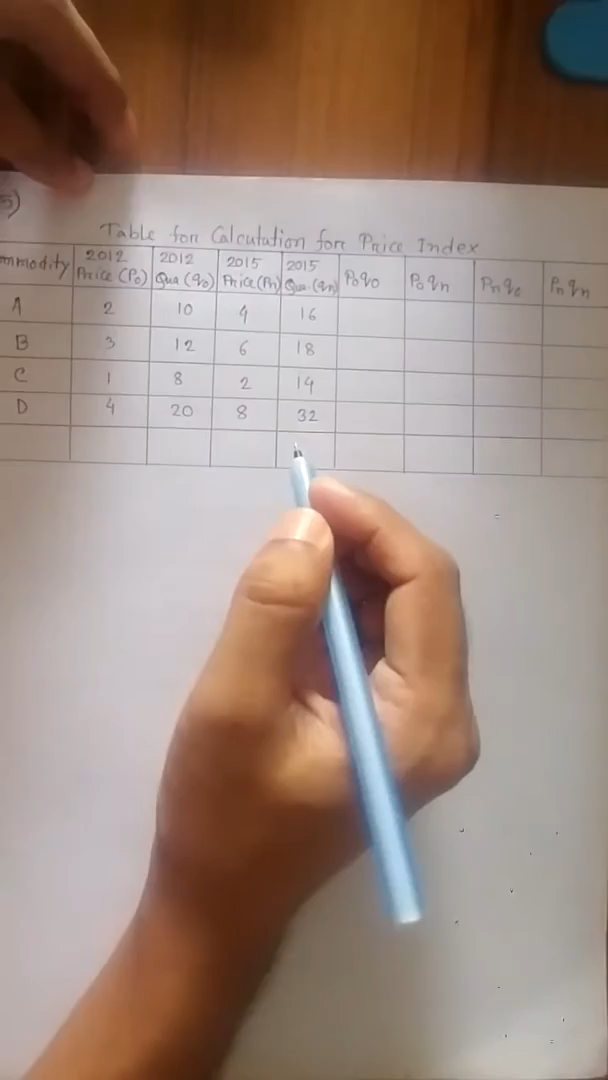 5)
Table for Calculation for Price Index
mmodity 2012 Price (P₀) 2012 Qua (q₀) 2015 Price (Pn) 2015 Qua. (qn) P₀q₀ P₀qn Pnq₀ Pnqn
A 2 10 4 16
B 3 12 6 18
C 1 8 2 14
D 4 20 8 32